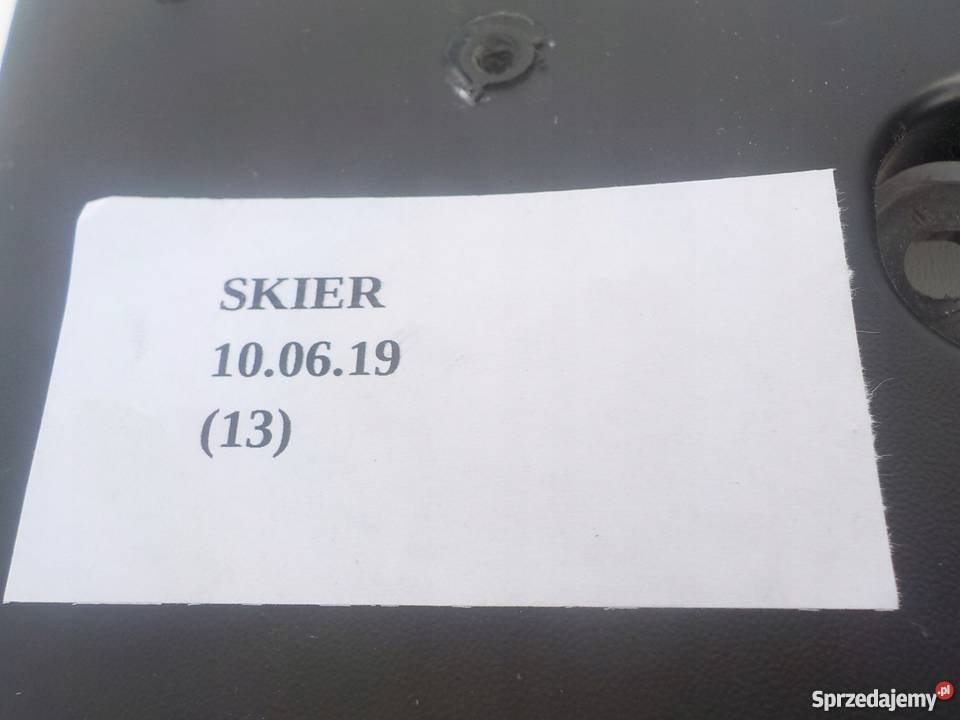 SKIER
10.06.19
(13)
Sprzedajemy.pl